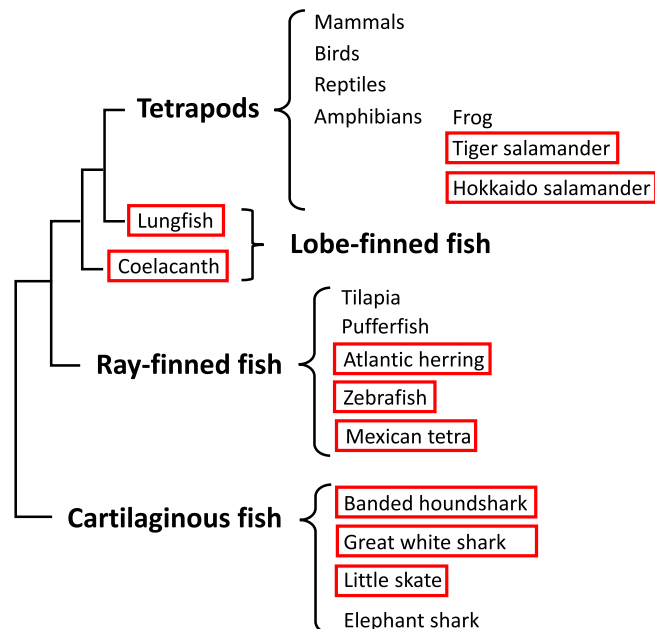 Mammals
Birds
Reptiles
Tetrapods
Amphibians Frog
Tiger salamander
Hokkaido salamander
Lungfish
Lobe-finned fish
Coelacanth
Tilapia
Pufferfish
Ray-finned fish
Atlantic herring
Zebrafish
Mexican tetra
Banded houndshark
Cartilaginous fish
Great white shark
Little skate
Elephant shark